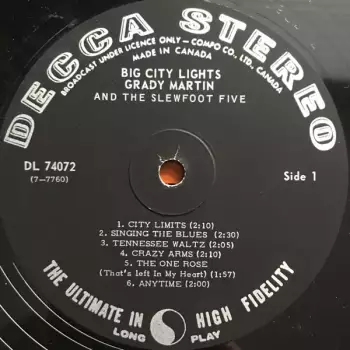 DECCA STEREO
BROADCAST UNDER LICENCE ONLY – COMPO CO., LTD., CANADA
MADE IN CANADA
BIG CITY LIGHTS
GRADY MARTIN
AND THE SLEWFOOT FIVE
DL 74072
(7-7760)
Side 1
1. CITY LIMITS (2:10)
2. SINGING THE BLUES (2:30)
3. TENNESSEE WALTZ (2:05)
4. CRAZY ARMS (2:10)
5. THE ONE ROSE
(That's left In My Heart) (1:57)
6. ANYTIME (2:00)
THE ULTIMATE IN HIGH FIDELITY
LONG PLAY